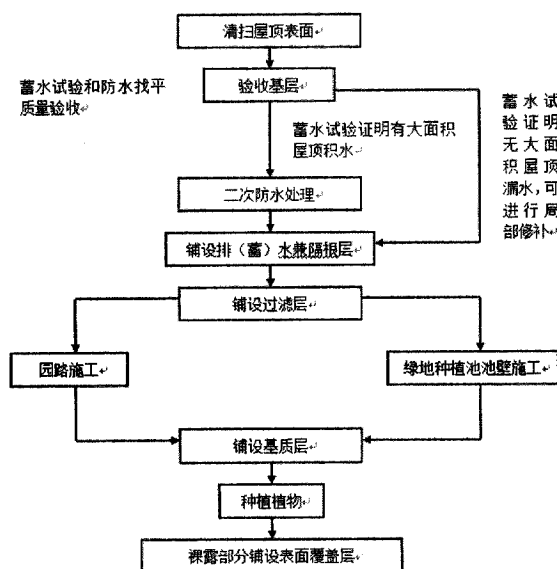 清扫屋顶表面
验收基层
蓄水试验和防水找平
质量验收
蓄水试验证明有大面积
屋顶积水
蓄水试
验证明
无大面
积屋顶
漏水,可
进行局
部修补
二次防水处理
铺设排（蓄）水兼隔根层
铺设过滤层
园路施工
绿地种植池池壁施工
铺设基质层
种植植物
裸露部分铺设表面覆盖层